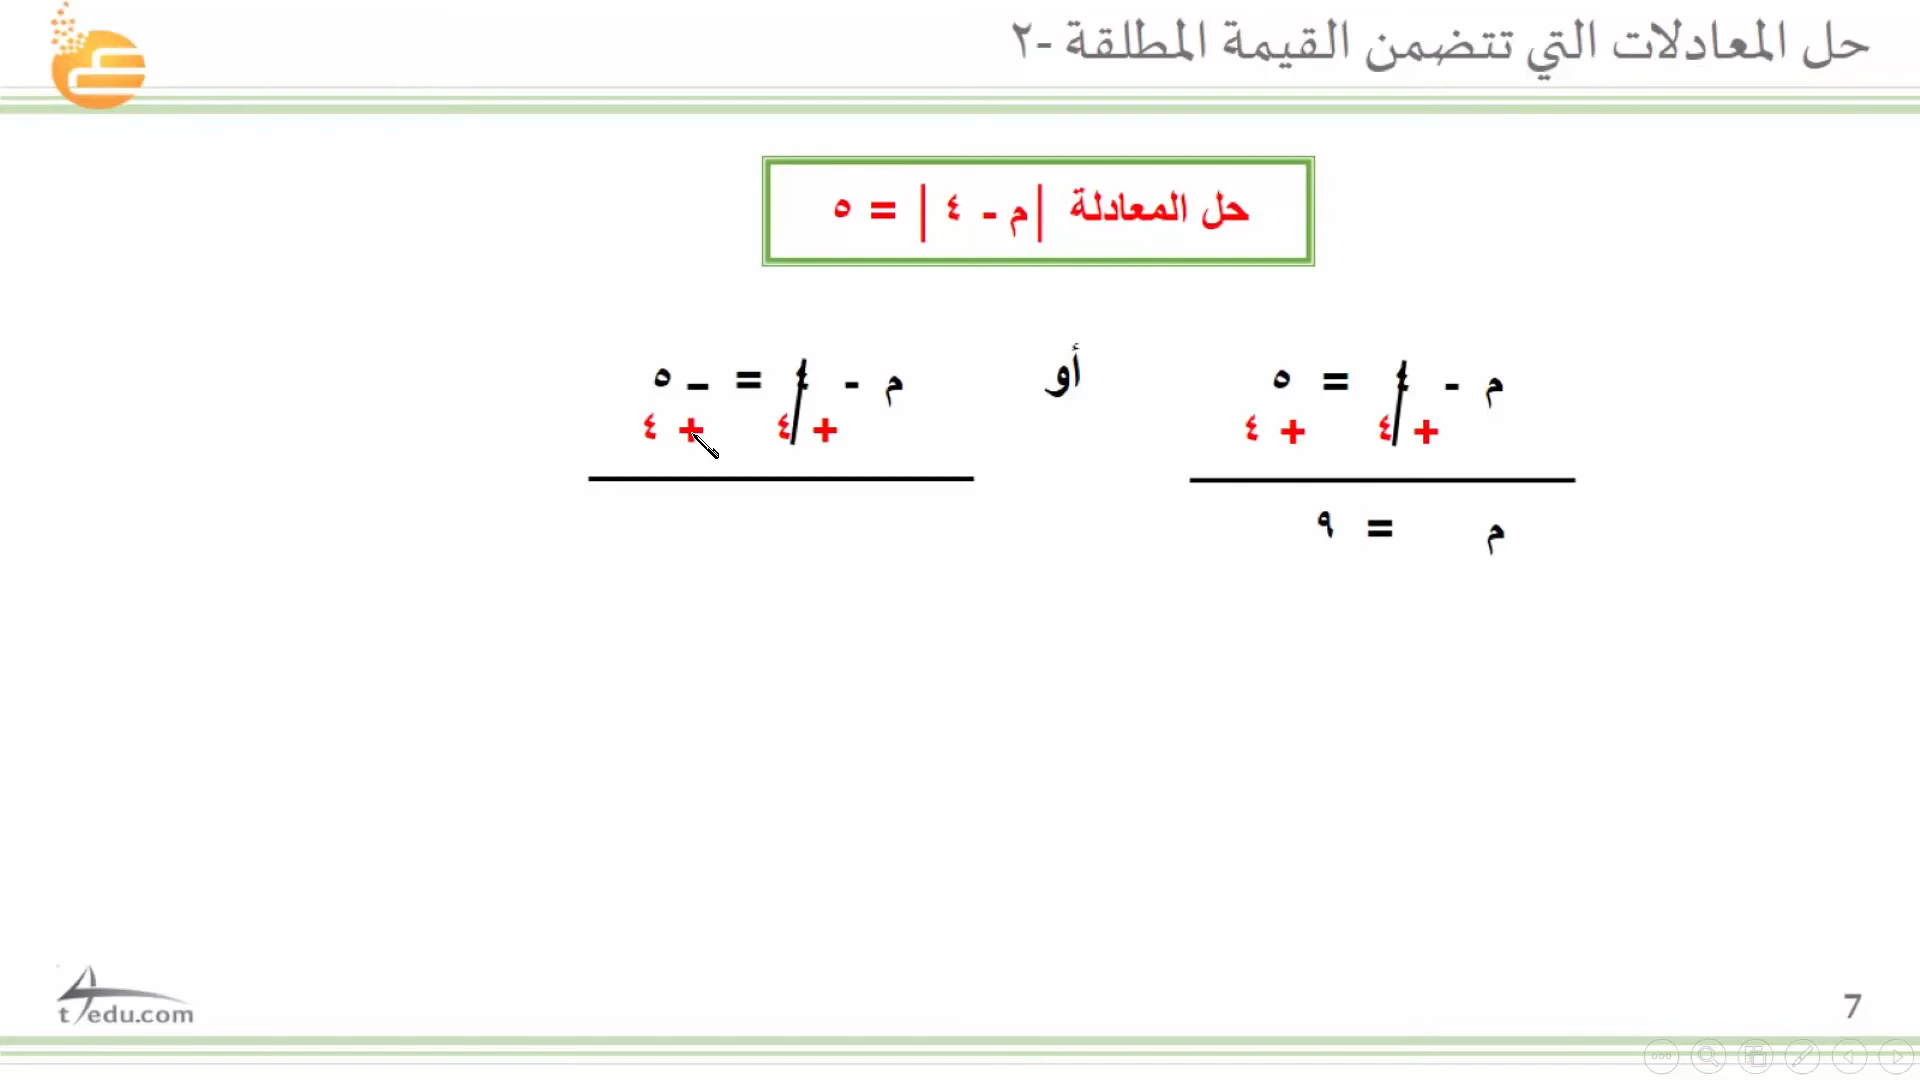 حل المعادلات التي تتضمن القيمة المطلقة -٢
حل المعادلة |م - ٤| = ٥
م - ٤ = ٥ أو م - ٤ = – ٥
+ ٤ + ٤ + ٤ + ٤
م = ٩
t4edu.com
7